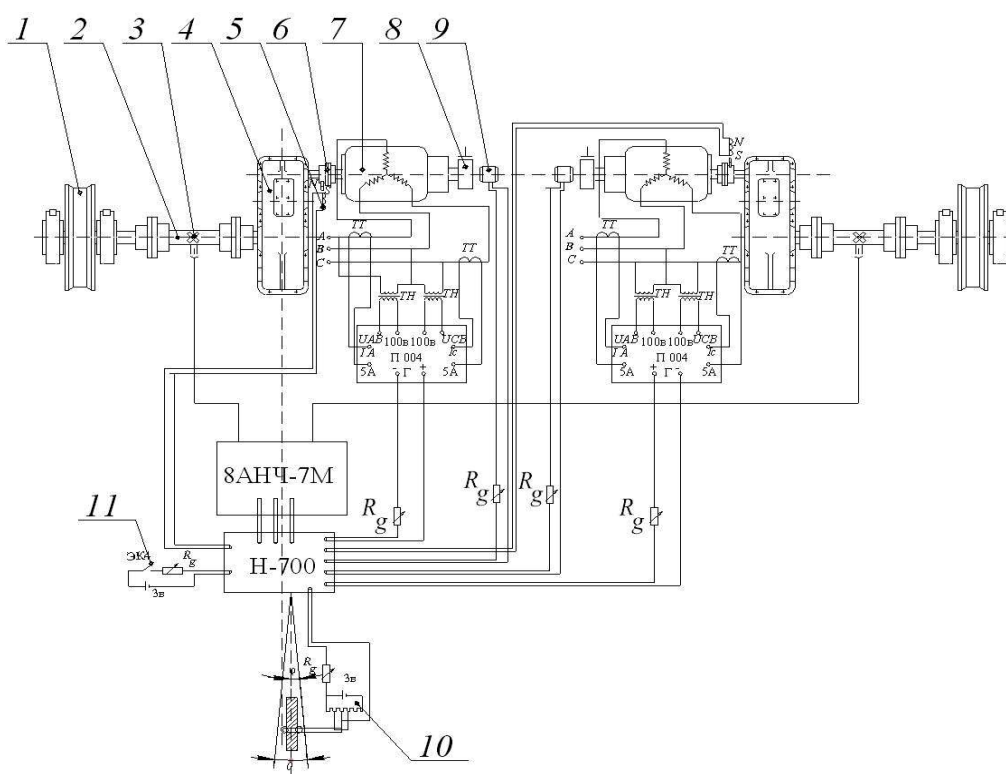 1 2 3 4 5 6 7 8 9
N
S
N
A
B
C
TT
TT
A
B
C
TT
TT
TH
TH
TH
TH
UAB 100в 100в UCB
IA П 004 Ic
5A - Г + 5A
UAB 100в 100в UCB
IA П 004 Ic
5A + Г - 5A
8АНЧ-7М
Rg
Rg
Rg
Rg
11
ЭКА
Rg
3в
Н-700
Rg
3в
10